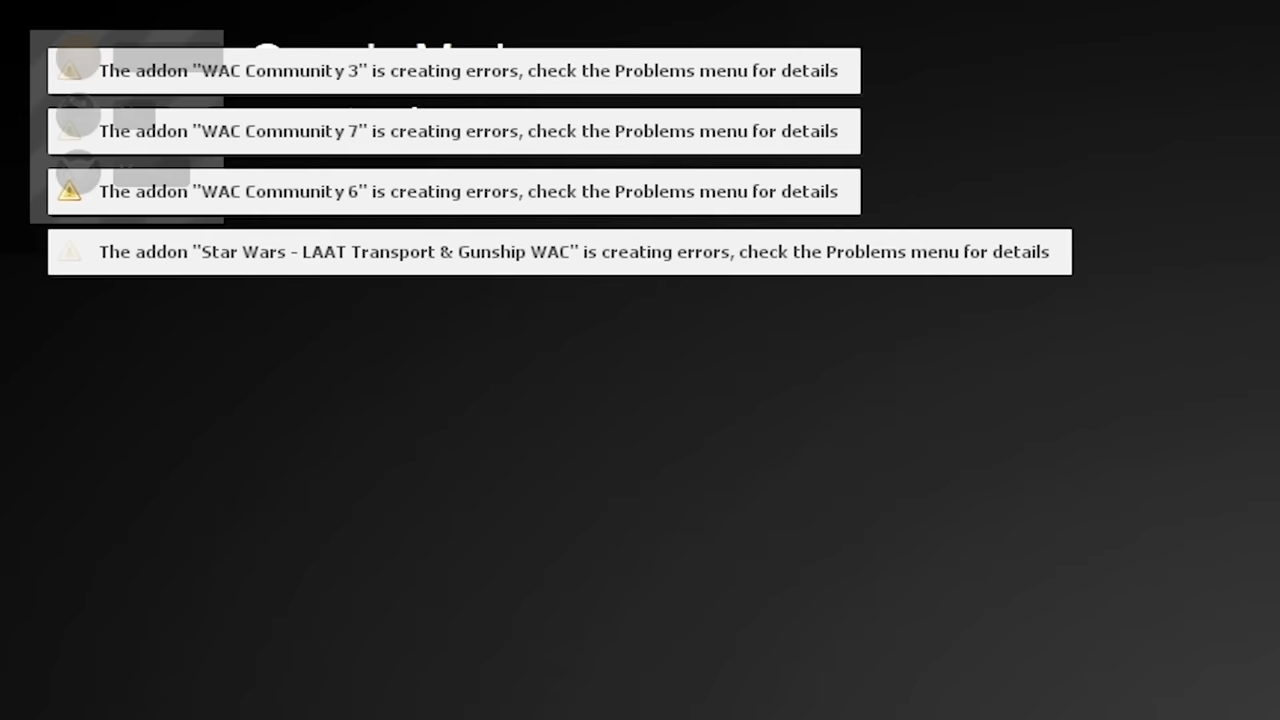 The addon "WAC Community 3" is creating errors, check the Problems menu for details
The addon "WAC Community 7" is creating errors, check the Problems menu for details
The addon "WAC Community 6" is creating errors, check the Problems menu for details
The addon "Star Wars - LAAT Transport & Gunship WAC" is creating errors, check the Problems menu for details